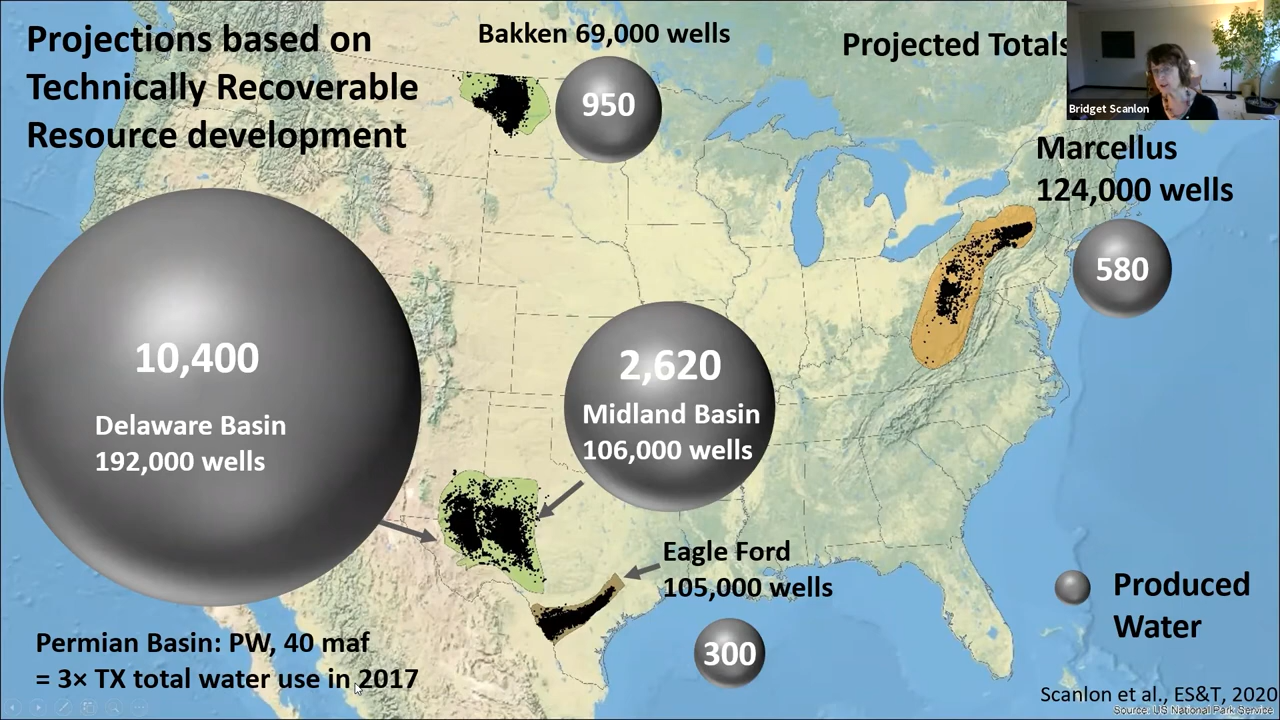 Projections based on
Technically Recoverable
Resource development
Bakken 69,000 wells
950
Projected Totals
Bridget Scanlon
Marcellus
124,000 wells
580
10,400
Delaware Basin
192,000 wells
2,620
Midland Basin
106,000 wells
Eagle Ford
105,000 wells
300
Produced
Water
Permian Basin: PW, 40 maf
= 3× TX total water use in 2017
Scanlon et al., ES&T, 2020
Source: US National Park Service